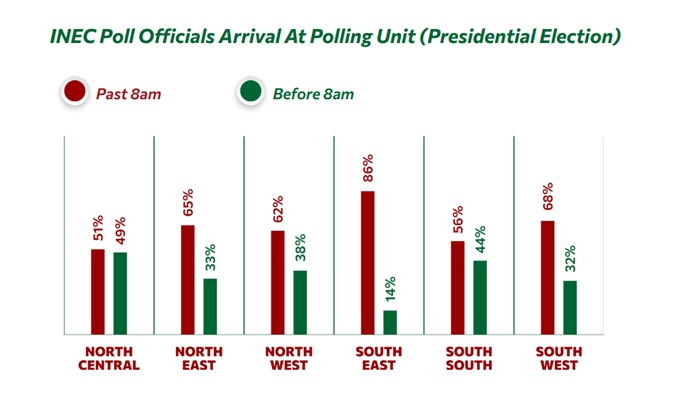 INEC Poll Officials Arrival At Polling Unit (Presidential Election)
Past 8am
Before 8am
51%
49%
65%
33%
62%
38%
86%
14%
56%
44%
68%
32%
NORTH
CENTRAL
NORTH
EAST
NORTH
WEST
SOUTH
EAST
SOUTH
SOUTH
SOUTH
WEST